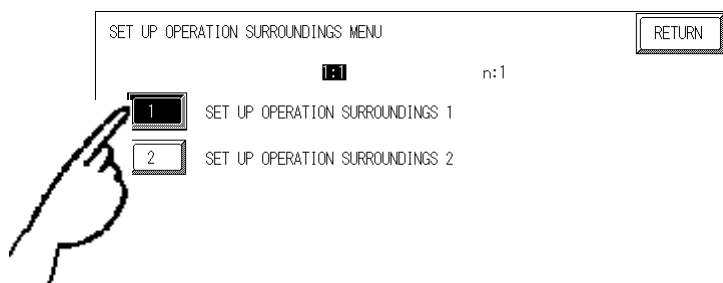 SET UP OPERATION SURROUNDINGS MENU RETURN
1:1 n:1
1 SET UP OPERATION SURROUNDINGS 1
2 SET UP OPERATION SURROUNDINGS 2